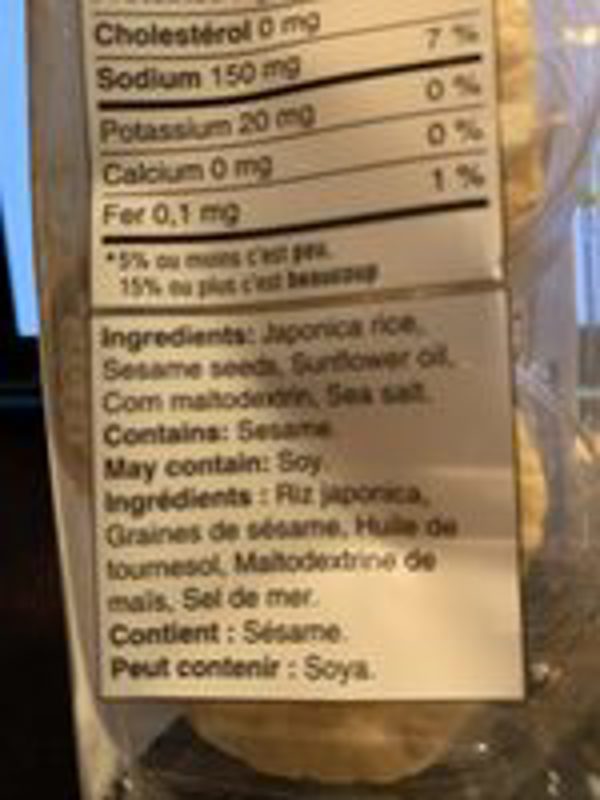 Cholestérol 0 mg
Sodium 150 mg 7 %
Potassium 20 mg 0 %
Calcium 0 mg 0 %
Fer 0,1 mg 1 %
*5% ou moins c'est peu,
15% ou plus c'est beaucoup
Ingredients: Japonica rice,
Sesame seeds, Sunflower oil,
Corn maltodextrin, Sea salt.
Contains: Sesame.
May contain: Soy.
Ingrédients : Riz japonica,
Graines de sésame, Huile de
tournesol, Maltodextrine de
maïs, Sel de mer.
Contient : Sésame.
Peut contenir : Soya.